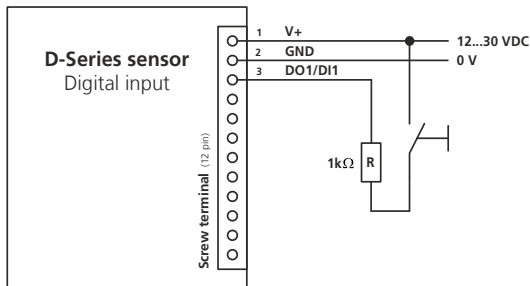 1 V+
12...30 VDC
D-Series sensor
2 GND
0 V
Digital input
3 DO1/DI1
1kΩ R
Screw terminal (12 pin)